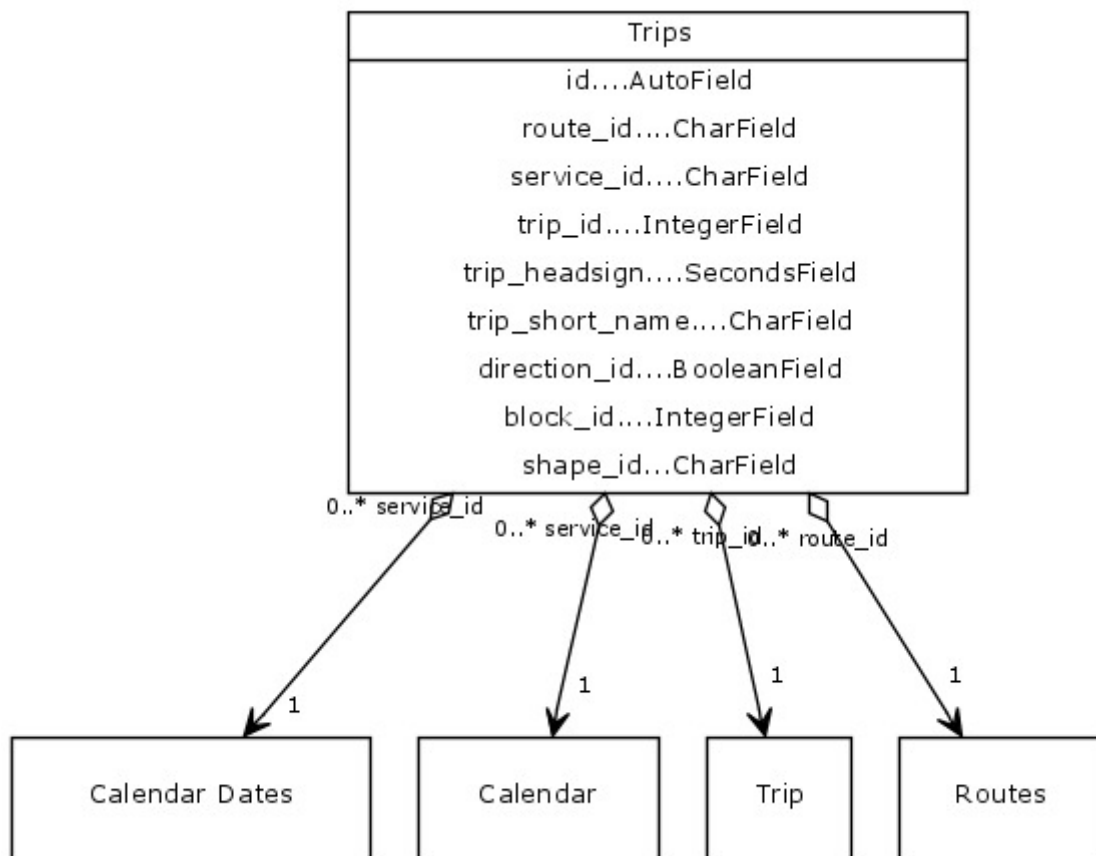 Trips
id....AutoField
route_id....CharField
service_id....CharField
trip_id....IntegerField
trip_headsign....SecondsField
trip_short_name....CharField
direction_id....BooleanField
block_id....IntegerField
shape_id...CharField
0..* service_id
0..* service_id
0..* trip_id
0..* route_id
1
1
1
1
Calendar Dates
Calendar
Trip
Routes